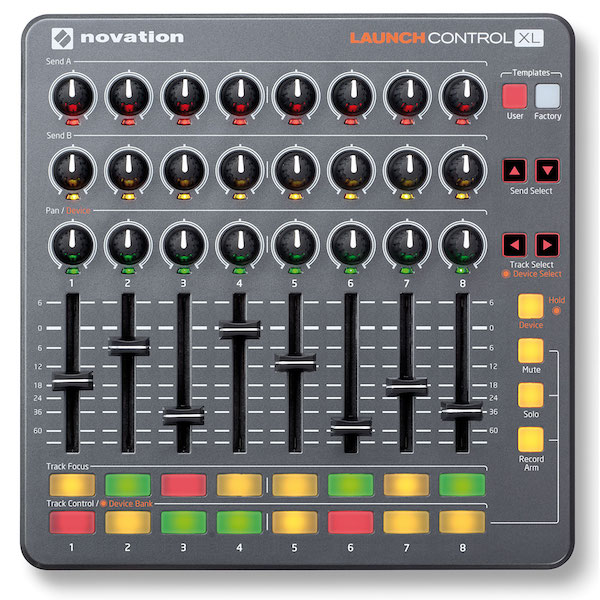 novation
LAUNCHCONTROL XL
Send A
Templates
User Factory
Send B
Send Select
Pan / Device
Track Select
Device Select
1 2 3 4 5 6 7 8
6 6
0 0
6 6
12 12
18 18
24 24
36 36
60 60
Hold
Device
Mute
Solo
Record
Arm
Track Focus
Track Control / Device Bank
1 2 3 4 5 6 7 8